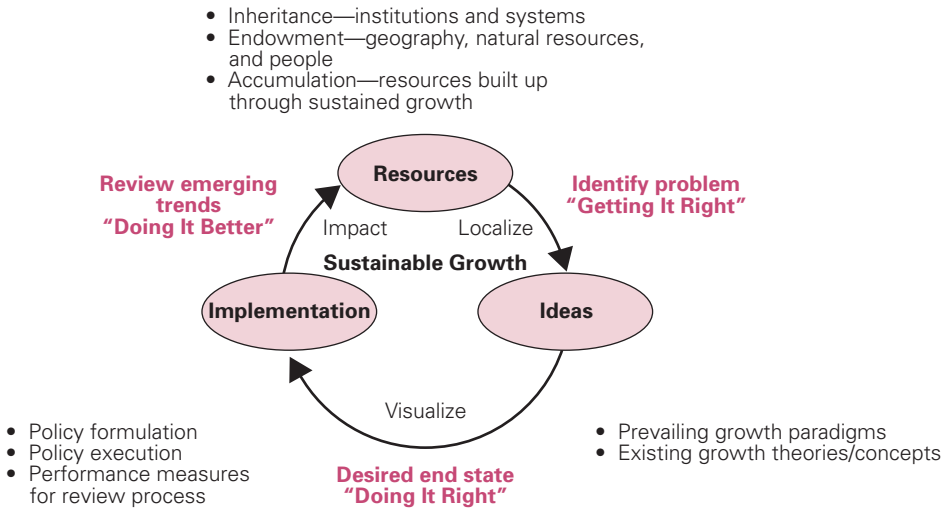 • Inheritance—institutions and systems
• Endowment—geography, natural resources,
and people
• Accumulation—resources built up
through sustained growth
Resources
Review emerging
trends
“Doing It Better”
Identify problem
“Getting It Right”
Impact
Localize
Sustainable Growth
Implementation
Ideas
Visualize
• Policy formulation
• Policy execution
• Performance measures
for review process
Desired end state
“Doing It Right”
• Prevailing growth paradigms
• Existing growth theories/concepts